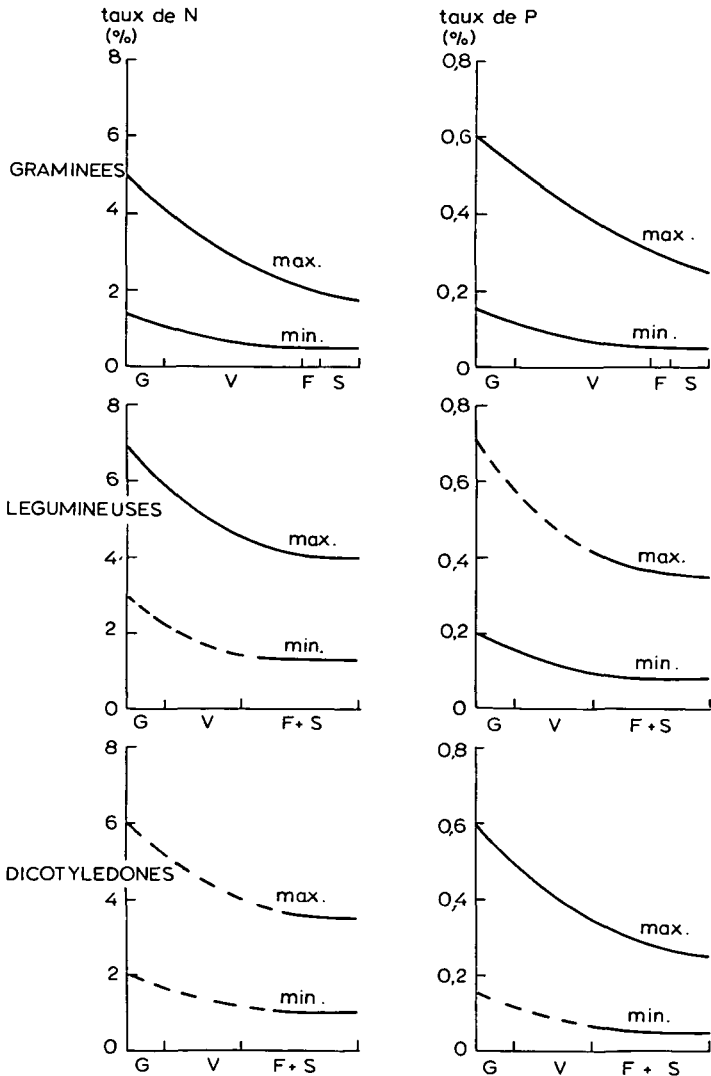 taux de N
(%)
8
6
4
2
0
GRAMINEES
max.
min.
G V F S
taux de P
(%)
0,8
0,6
0,4
0,2
0
max.
min.
G V F S
8
6
4
2
0
LEGUMINEUSES
max.
min.
G V F+S
0,8
0,6
0,4
0,2
0
max.
min.
G V F+S
8
6
4
2
0
DICOTYLEDONES
max.
min.
G V F+S
0,8
0,6
0,4
0,2
0
max.
min.
G V F + S